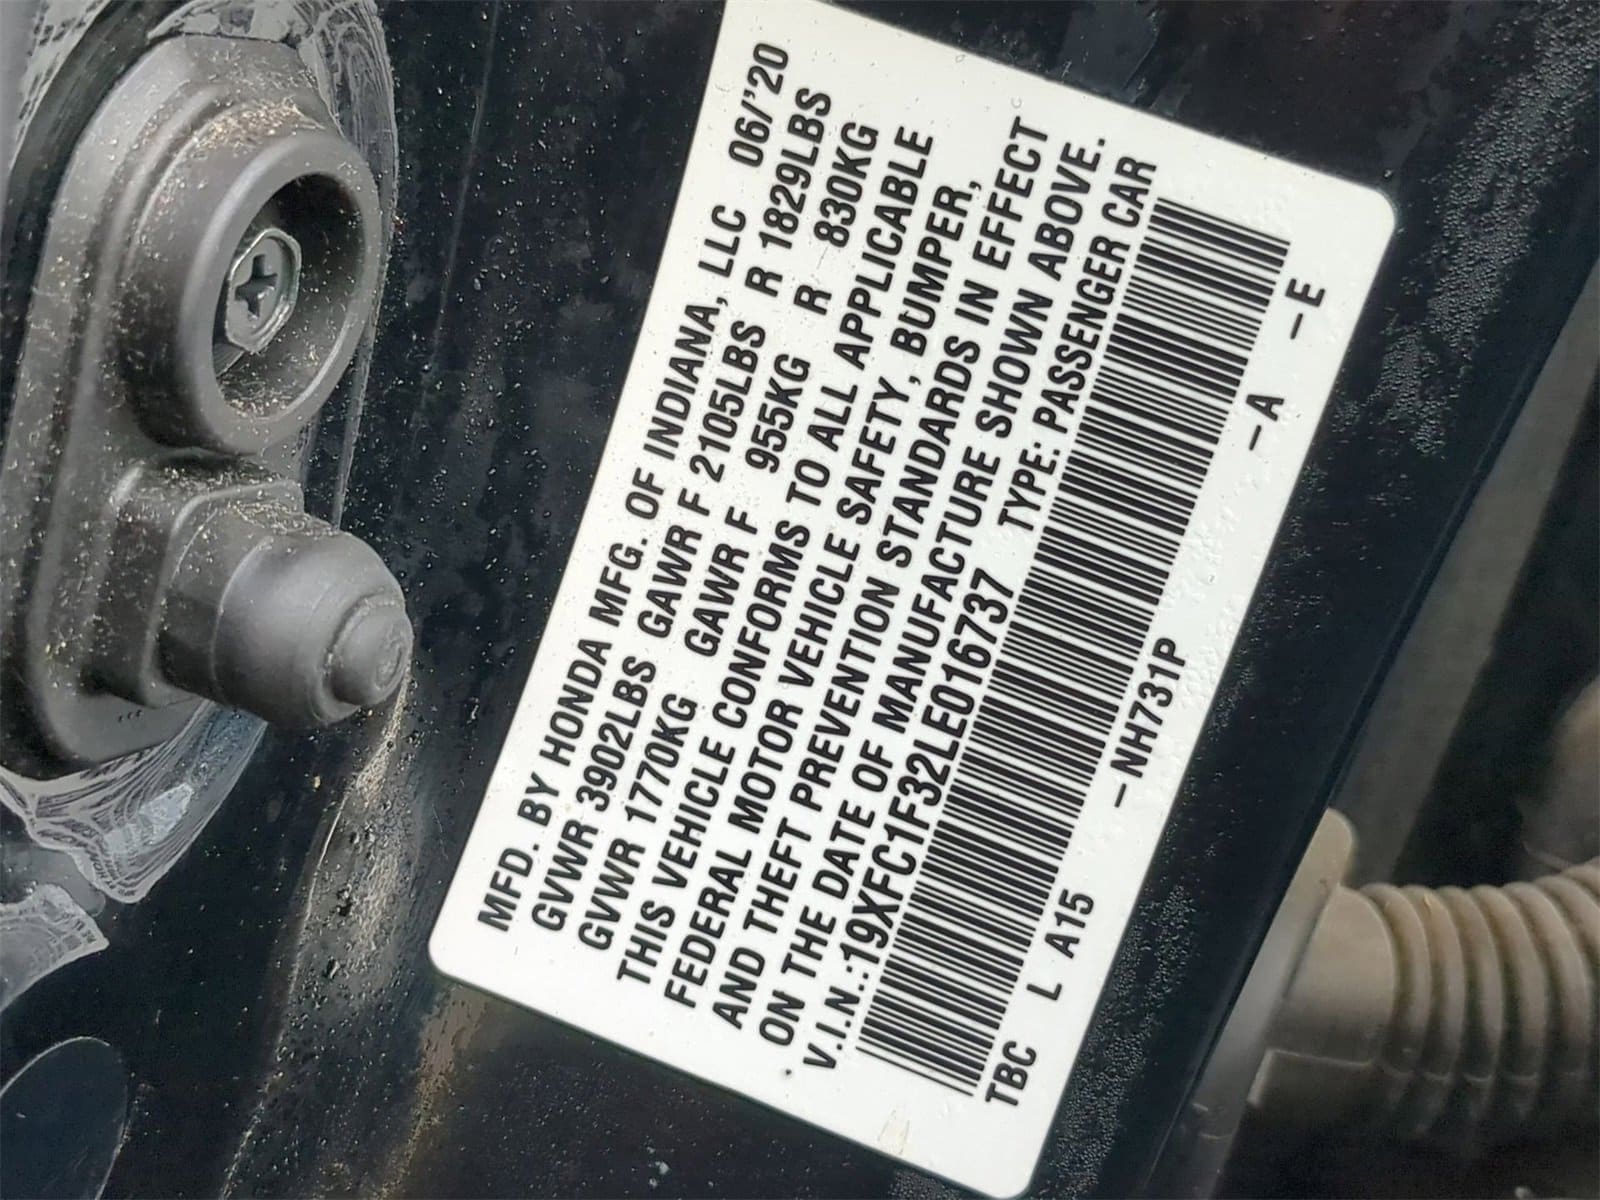 MFD. BY HONDA MFG. OF INDIANA, LLC 06/'20
GVWR 3902LBS GAWR F 2105LBS R 1829LBS
GVWR 1770KG GAWR F 955KG R 830KG
THIS VEHICLE CONFORMS TO ALL APPLICABLE
FEDERAL MOTOR VEHICLE SAFETY, BUMPER,
AND THEFT PREVENTION STANDARDS IN EFFECT
ON THE DATE OF MANUFACTURE SHOWN ABOVE.
V.I.N.:19XFC1F32LE016737 TYPE: PASSENGER CAR
TBC L A15 –NH731P –A –E